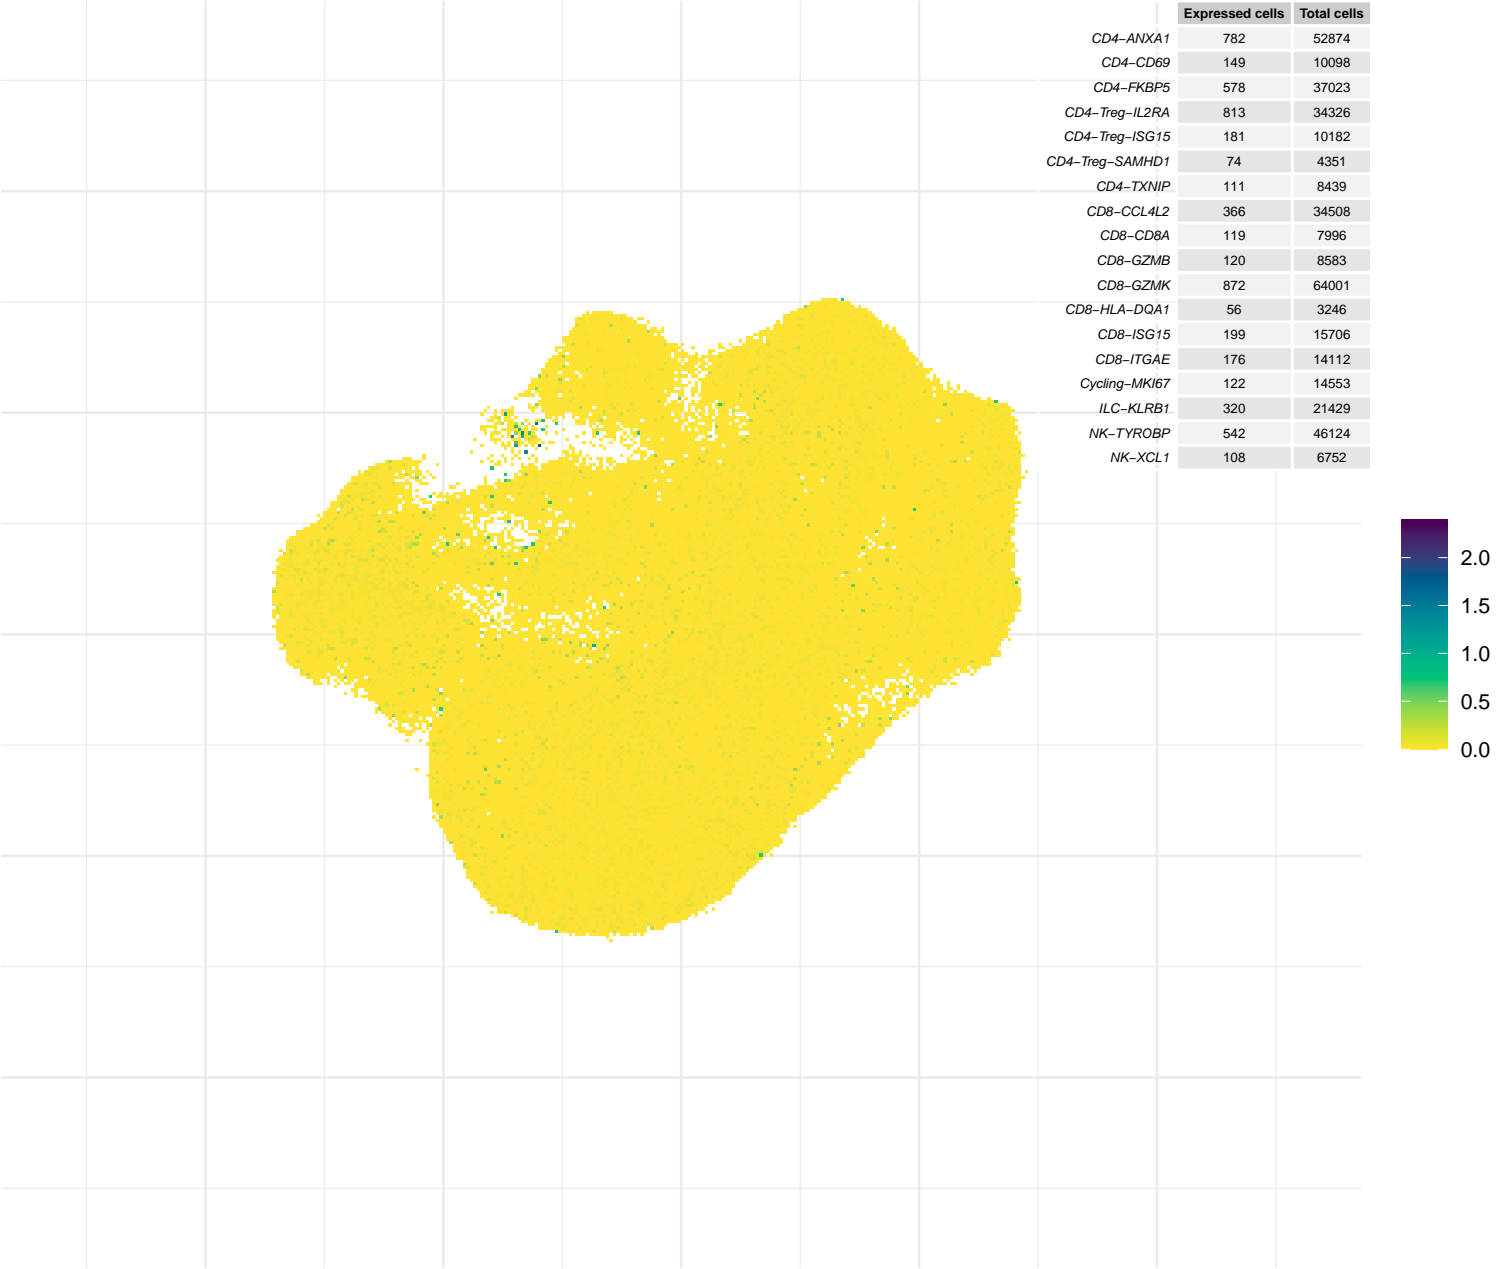 Expressed cells Total cells
CD4−ANXA1 782 52874
CD4−CD69 149 10098
CD4−FKBP5 578 37023
CD4−Treg−IL2RA 813 34326
CD4−Treg−ISG15 181 10182
CD4−Treg−SAMHD1 74 4351
CD4−TXNIP 111 8439
CD8−CCL4L2 366 34508
CD8−CD8A 119 7996
CD8−GZMB 120 8583
CD8−GZMK 872 64001
CD8−HLA−DQA1 56 3246
CD8−ISG15 199 15706
CD8−ITGAE 176 14112
Cycling−MKI67 122 14553
ILC−KLRB1 320 21429
NK−TYROBP 542 46124
NK−XCL1 108 6752
2.0
1.5
1.0
0.5
0.0